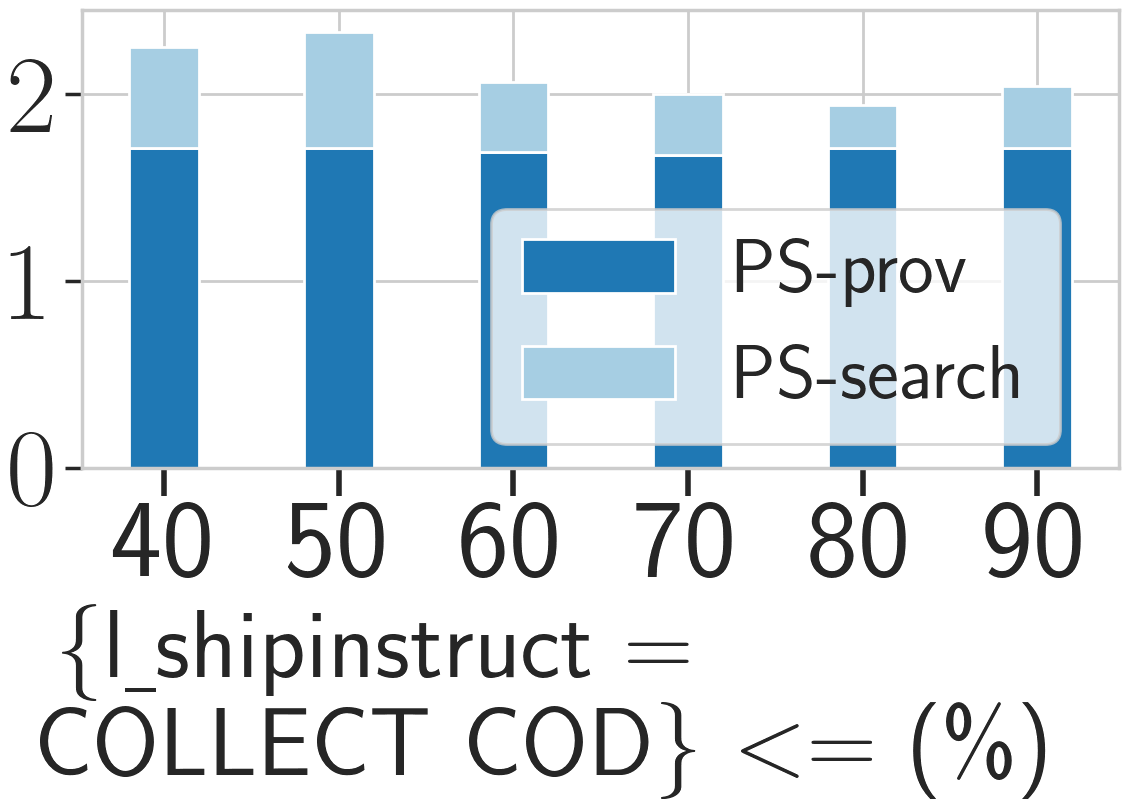 2
1
0
PS-prov
PS-search
40 50 60 70 80 90
{l_shipinstruct =
COLLECT COD} <= (%)